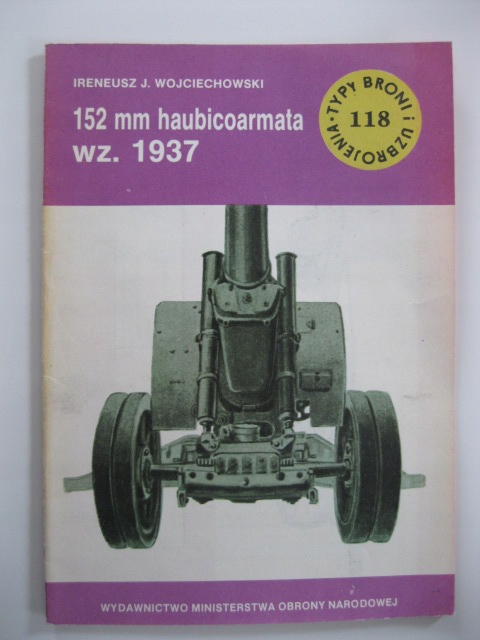 IRENEUSZ J. WOJCIECHOWSKI
152 mm haubicoarmata
wz. 1937
TYPY BRONI i UZBROJENIA •
118
WYDAWNICTWO MINISTERSTWA OBRONY NARODOWEJ